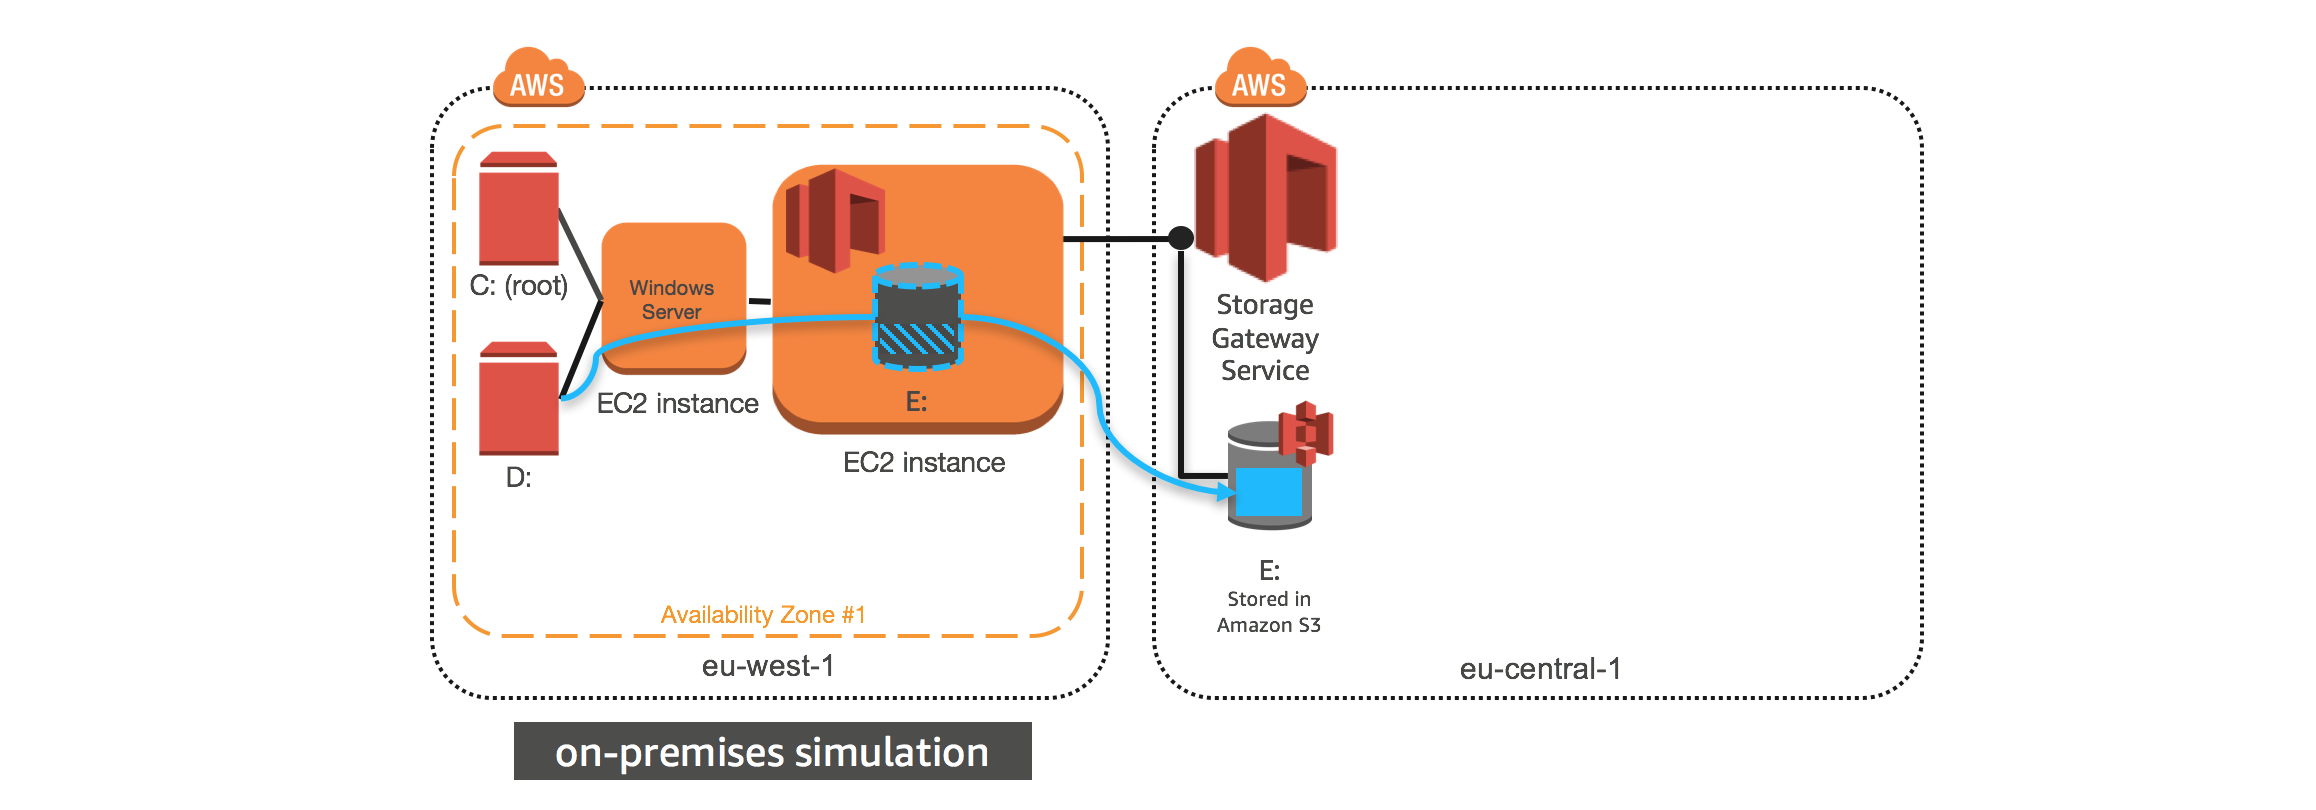 AWS
AWS
C: (root)
Windows
Server
EC2 instance
D:
E:
EC2 instance
Availability Zone #1
eu-west-1
on-premises simulation
Storage
Gateway
Service
E:
Stored in
Amazon S3
eu-central-1